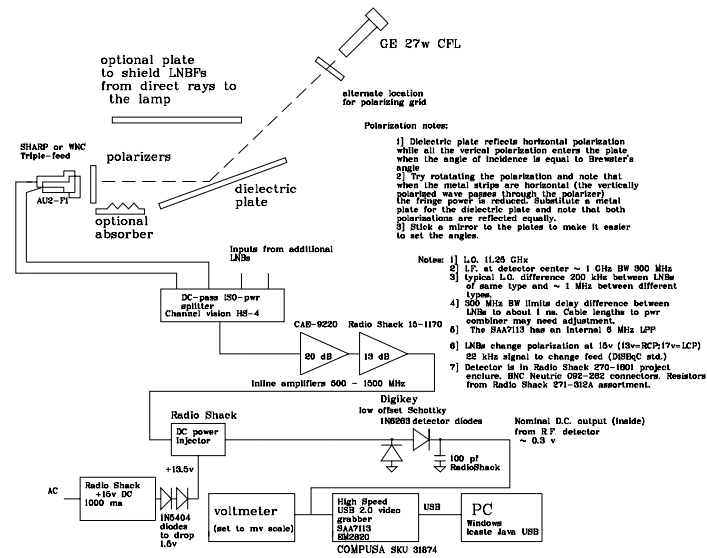 GE 27w CFL
optional plate
to shield LNBFs
from direct rays to
the lamp
alternate location
for polarizing grid
SHARP or WNC
Triple-feed
polarizers
AU2-F1
dielectric
plate
optional
absorber
Polarization notes:
1] Dielectric plate reflects horizontal polarization
while all the verical polarization enters the plate
when the angle of incidence is equal to Brewster's
angle
2] Try rotatating the polarization and note that
when the metal strips are horizontal (the vertically
polarized wave passes through the polarizer)
the fringe power is reduced. Substitute a metal
plate for the dielectric plate and note that both
polarizations are reflected equally.
3] Stick a mirror to the plates to make it easier
to set the angles.
Inputs from additional
LNBs
DC-pass ISO-pwr
splitter
Channel vision HS-4
Notes: 1] L.O. 11.25 GHz
2] I.F. at detector center ~ 1 GHz BW 300 MHz
3] typical L.O. difference 200 kHz between LNBs
of same type and ~ 1 MHz between different
types.
4] 300 MHz BW limits delay difference between
LNBs to about 1 ns. Cable lengths to pwr
combiner may need adjustment.
5] The SAA7113 has an internal 6 MHz LPF
6] LNBs change polarization at 15v (13v=RCP;17v=LCP)
22 kHz signal to change feed (DiSEqC std.)
7] Detector is in Radio Shack 270-1801 project
enclure. BNC Neutric 092-262 connectors. Resistors
from Radio Shack 271-312A assortment.
CAE-9220 Radio Shack 15-1170
20 dB
13 dB
Inline amplifiers 500 - 1500 MHz
Radio Shack
DC power
Injector
Digikey
low offset Schottky
1N6263 detector diodes
Nominal D.C. output (inside)
from R.F. detector
~ 0.3 v
100 pf
RadioShack
+13.5v
AC
Radio Shack
+15v DC
1000 ma
1N5404
diodes
to drop
1.5v
voltmeter
(set to mv scale)
High Speed
USB 2.0 video
grabber
SAA7113
EM2820
USB
PC
Windows
Icaste Java USB
COMPUSA SKU 31874